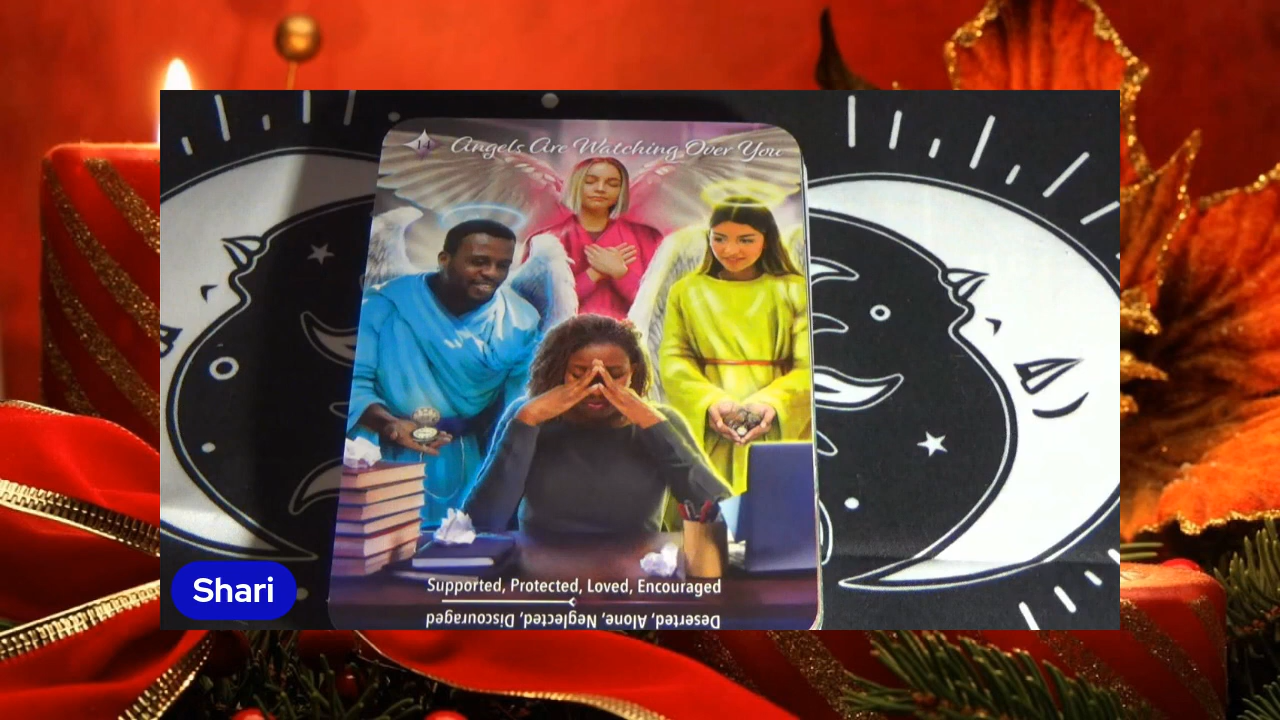 14 Angels Are Watching Over You
Supported, Protected, Loved, Encouraged
Deserted, Alone, Neglected, Discouraged
Shari